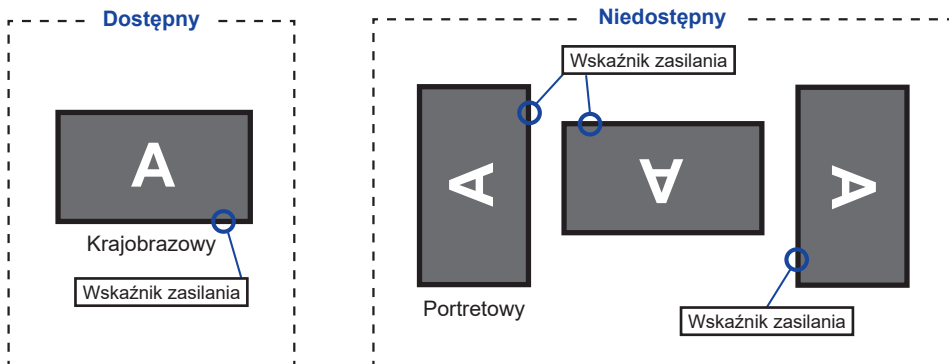 Dostępny
A
Krajobrazowy
Wskaźnik zasilania
Niedostępny
Wskaźnik zasilania
A
A
A
Portretowy
Wskaźnik zasilania